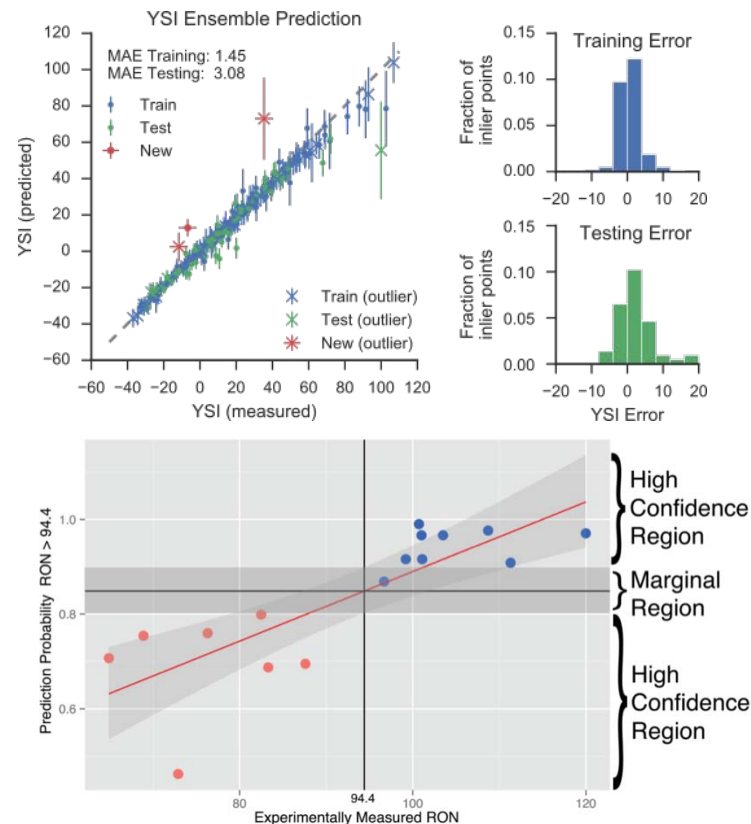 YSI Ensemble Prediction
120
100
80
60
40
20
0
−20
−40
−60
YSI (predicted)
MAE Training: 1.45
MAE Testing: 3.08
Train
Test
New
Train (outlier)
Test (outlier)
New (outlier)
−60 −40 −20 0 20 40 60 80 100 120
YSI (measured)
Training Error
0.15
0.10
0.05
0.00
Fraction of
inlier points
−20 −10 0 10 20
Testing Error
0.15
0.10
0.05
0.00
Fraction of
inlier points
−20 −10 0 10 20
YSI Error
Prediction Probability RON > 94.4
1.0
0.8
0.6
80 94.4 100 120
Experimentally Measured RON
High
Confidence
Region
Marginal
Region
High
Confidence
Region